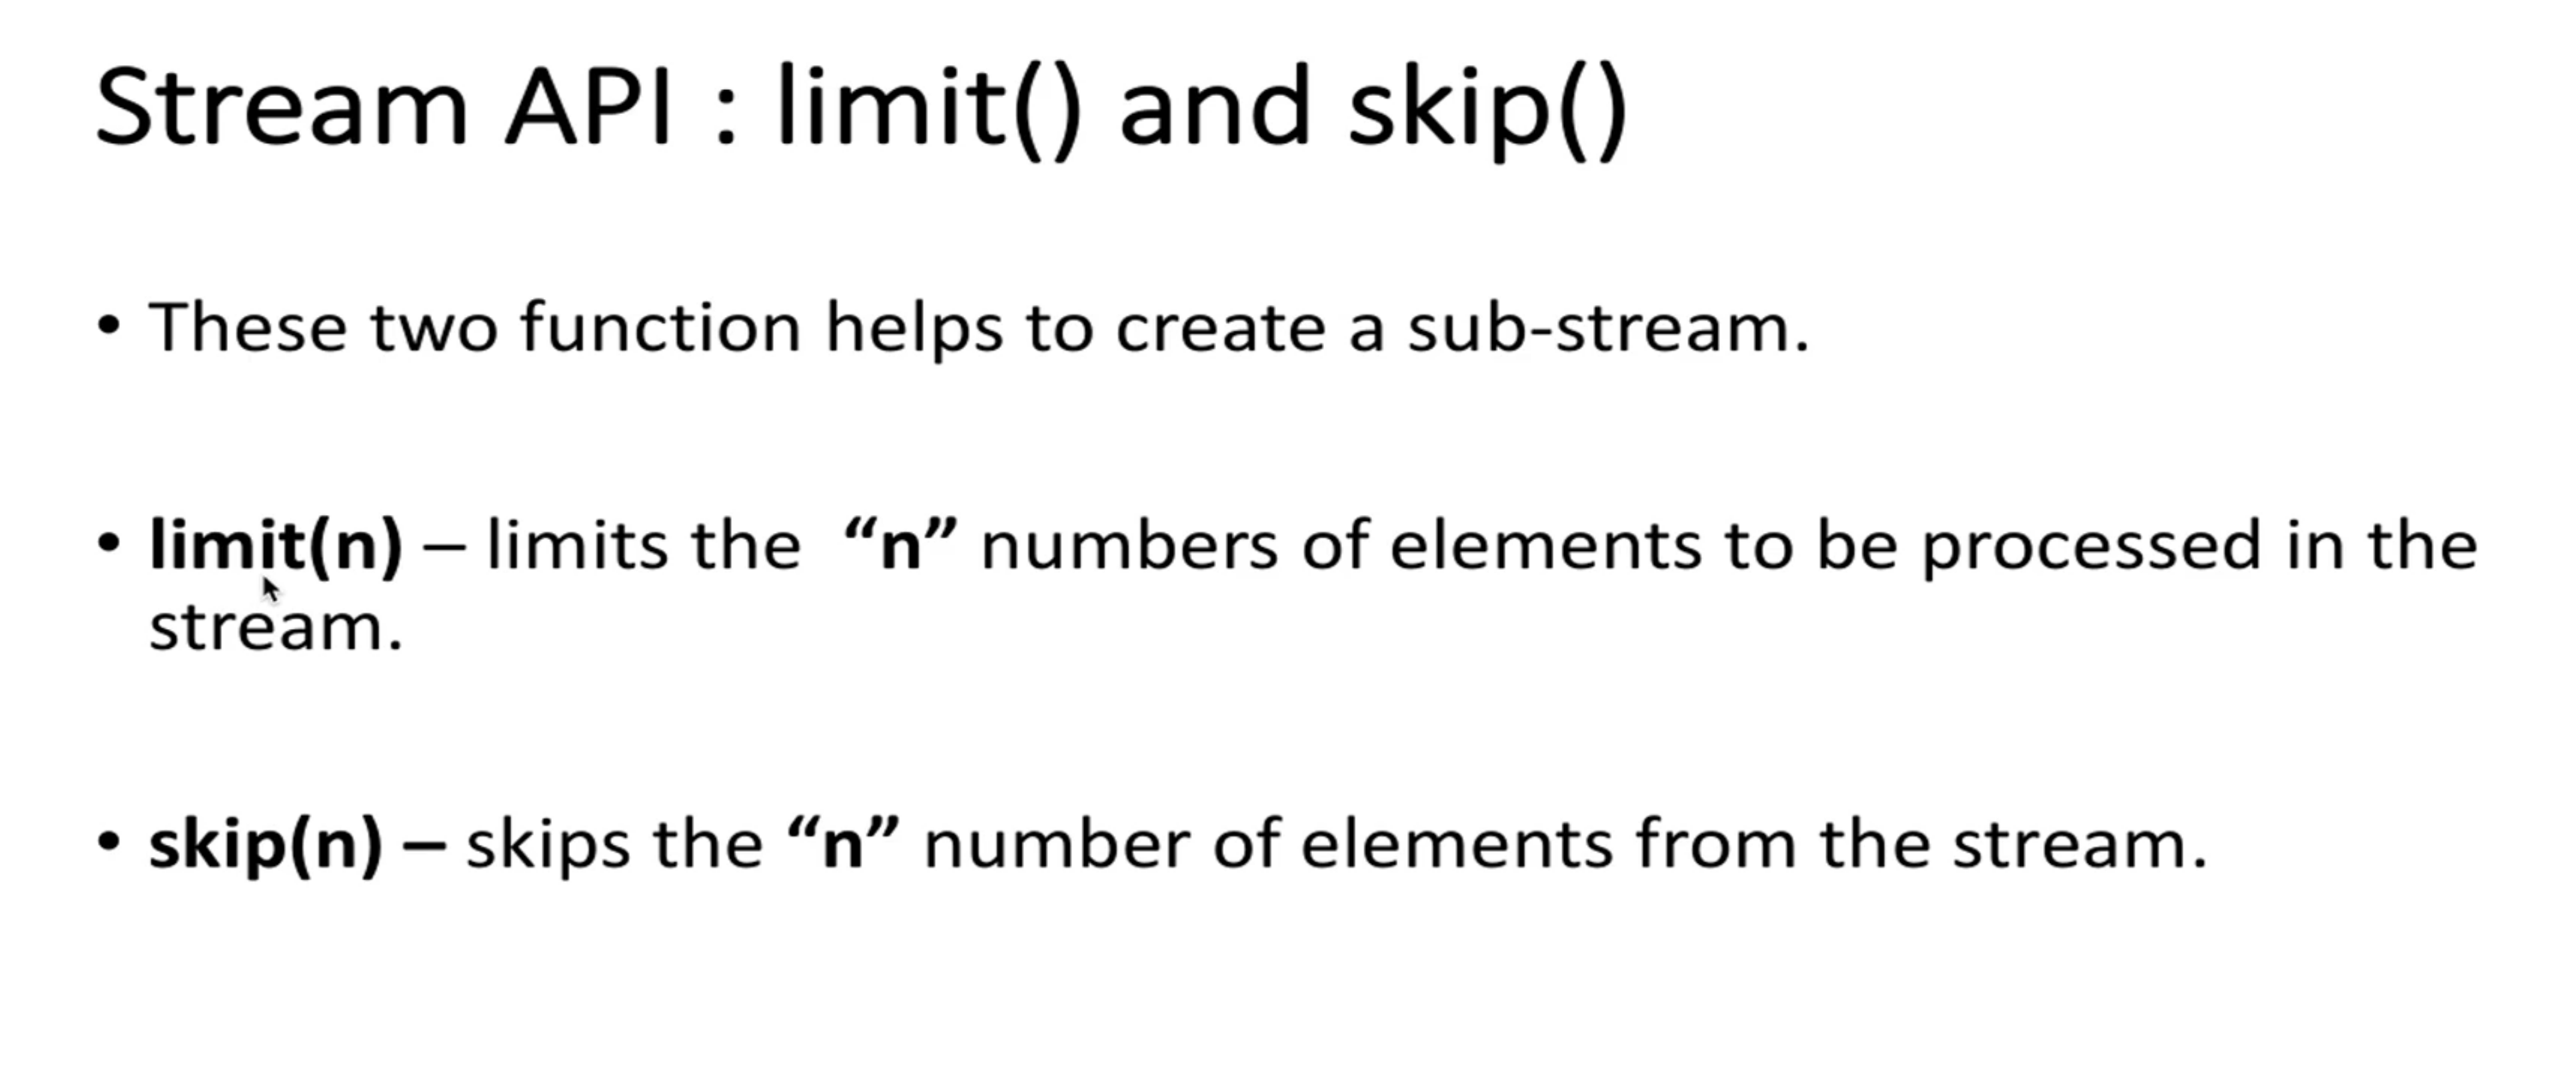 Stream API : limit() and skip()
• These two function helps to create a sub-stream.
• limit(n) – limits the “n” numbers of elements to be processed in the
stream.
• skip(n) – skips the “n” number of elements from the stream.